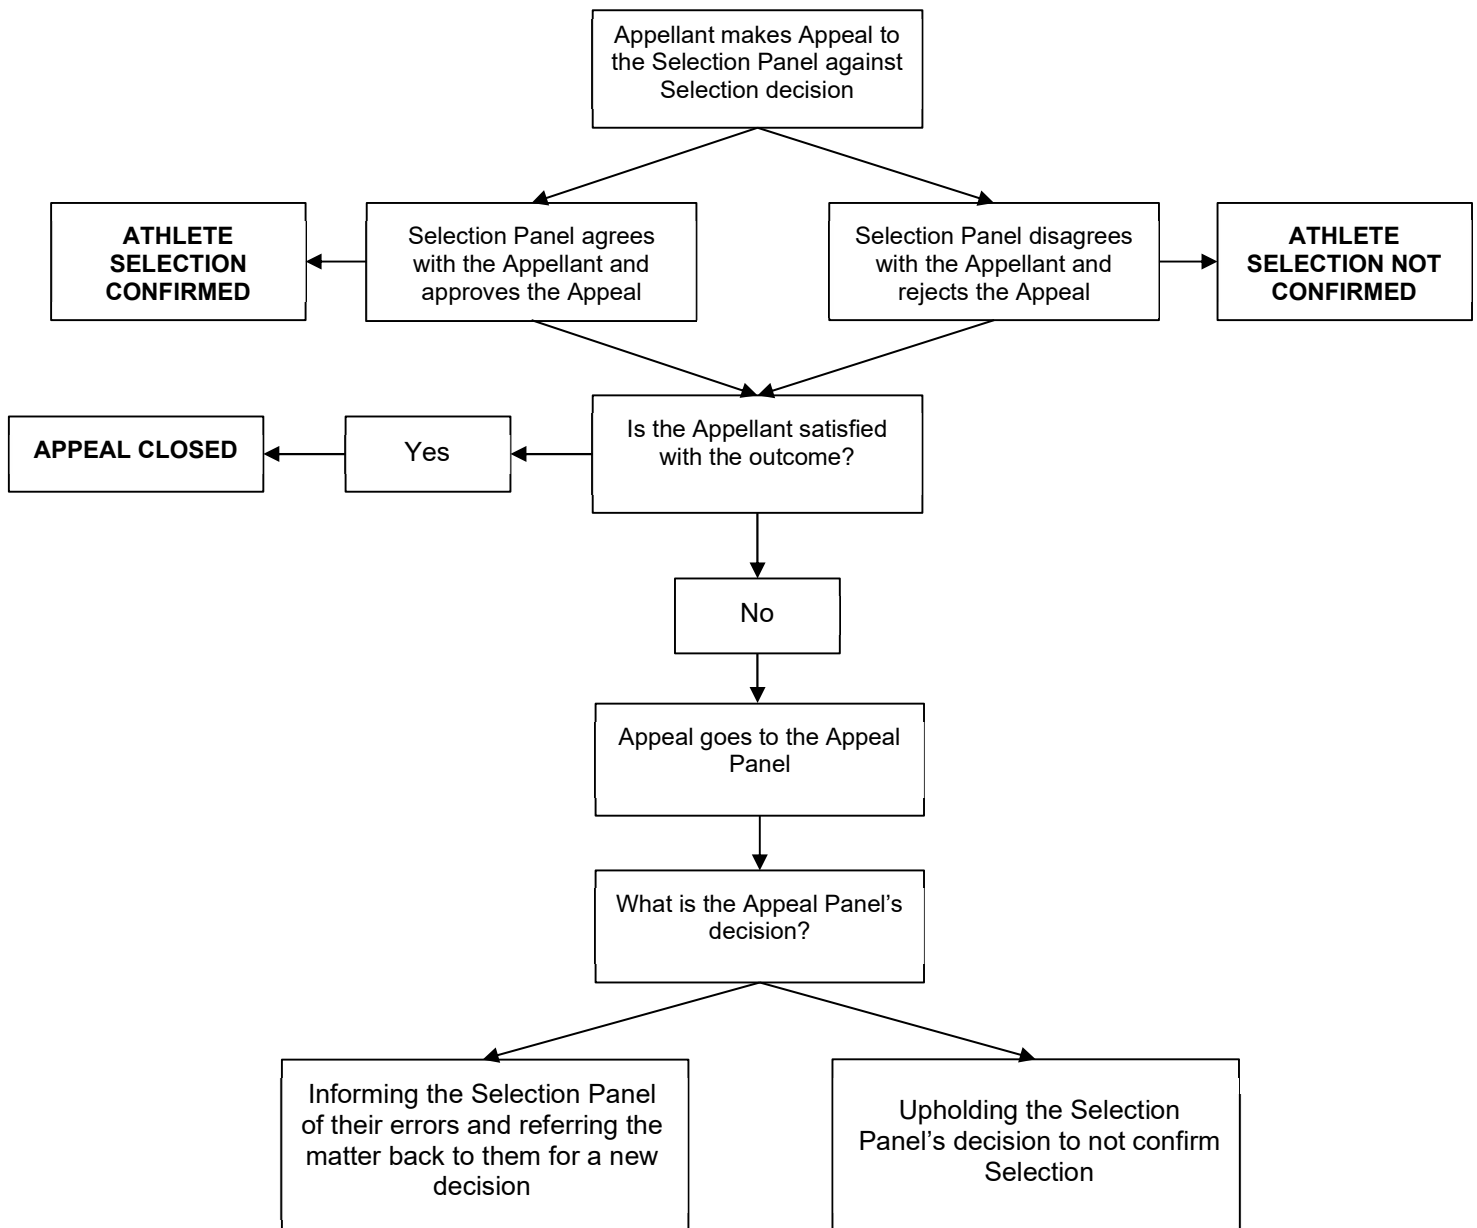 Appellant makes Appeal to
the Selection Panel against
Selection decision
ATHLETE
SELECTION
CONFIRMED
Selection Panel agrees
with the Appellant and
approves the Appeal
Selection Panel disagrees
with the Appellant and
rejects the Appeal
ATHLETE
SELECTION NOT
CONFIRMED
APPEAL CLOSED
Yes
Is the Appellant satisfied
with the outcome?
No
Appeal goes to the Appeal
Panel
What is the Appeal Panel’s
decision?
Informing the Selection Panel
of their errors and referring the
matter back to them for a new
decision
Upholding the Selection
Panel’s decision to not confirm
Selection